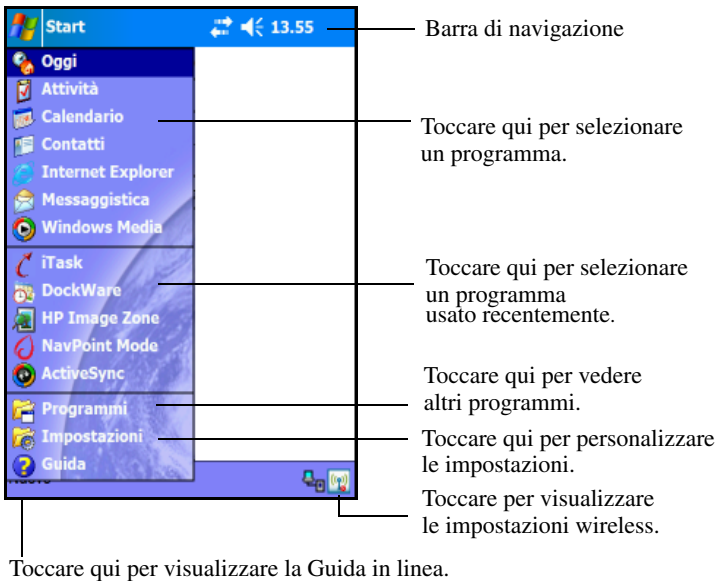 Start 13.55
Oggi
Attività
Calendario
Contatti
Internet Explorer
Messaggistica
Windows Media
iTask
DockWare
HP Image Zone
NavPoint Mode
ActiveSync
Programmi
Impostazioni
Guida
Barra di navigazione
Toccare qui per selezionare
un programma.
Toccare qui per selezionare
un programma
usato recentemente.
Toccare qui per vedere
altri programmi.
Toccare qui per personalizzare
le impostazioni.
Toccare per visualizzare
le impostazioni wireless.
Toccare qui per visualizzare la Guida in linea.